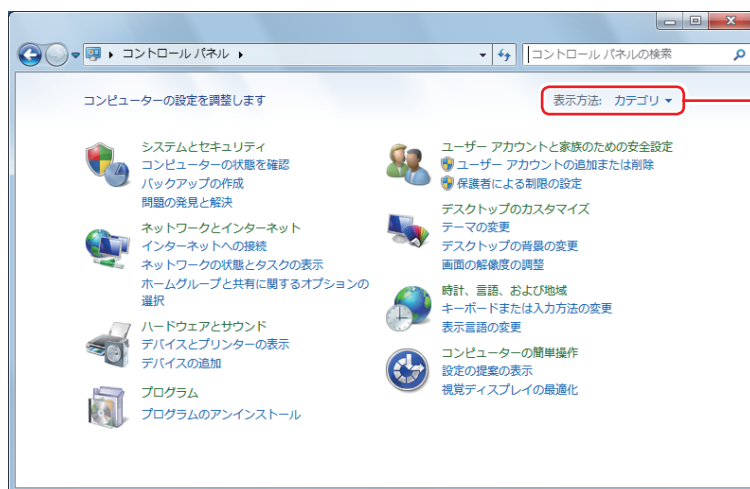 コントロール パネル
コントロール パネルの検索
コンピューターの設定を調整します
表示方法: カテゴリ
システムとセキュリティ
コンピューターの状態を確認
バックアップの作成
問題の発見と解決
ネットワークとインターネット
インターネットへの接続
ネットワークの状態とタスクの表示
ホームグループと共有に関するオプションの
選択
ハードウェアとサウンド
デバイスとプリンターの表示
デバイスの追加
プログラム
プログラムのアンインストール
ユーザー アカウントと家族のための安全設定
ユーザー アカウントの追加または削除
保護者による制限の設定
デスクトップのカスタマイズ
テーマの変更
デスクトップの背景の変更
画面の解像度の調整
時計、言語、および地域
キーボードまたは入力方法の変更
表示言語の変更
コンピューターの簡単操作
設定の提案の表示
視覚ディスプレイの最適化